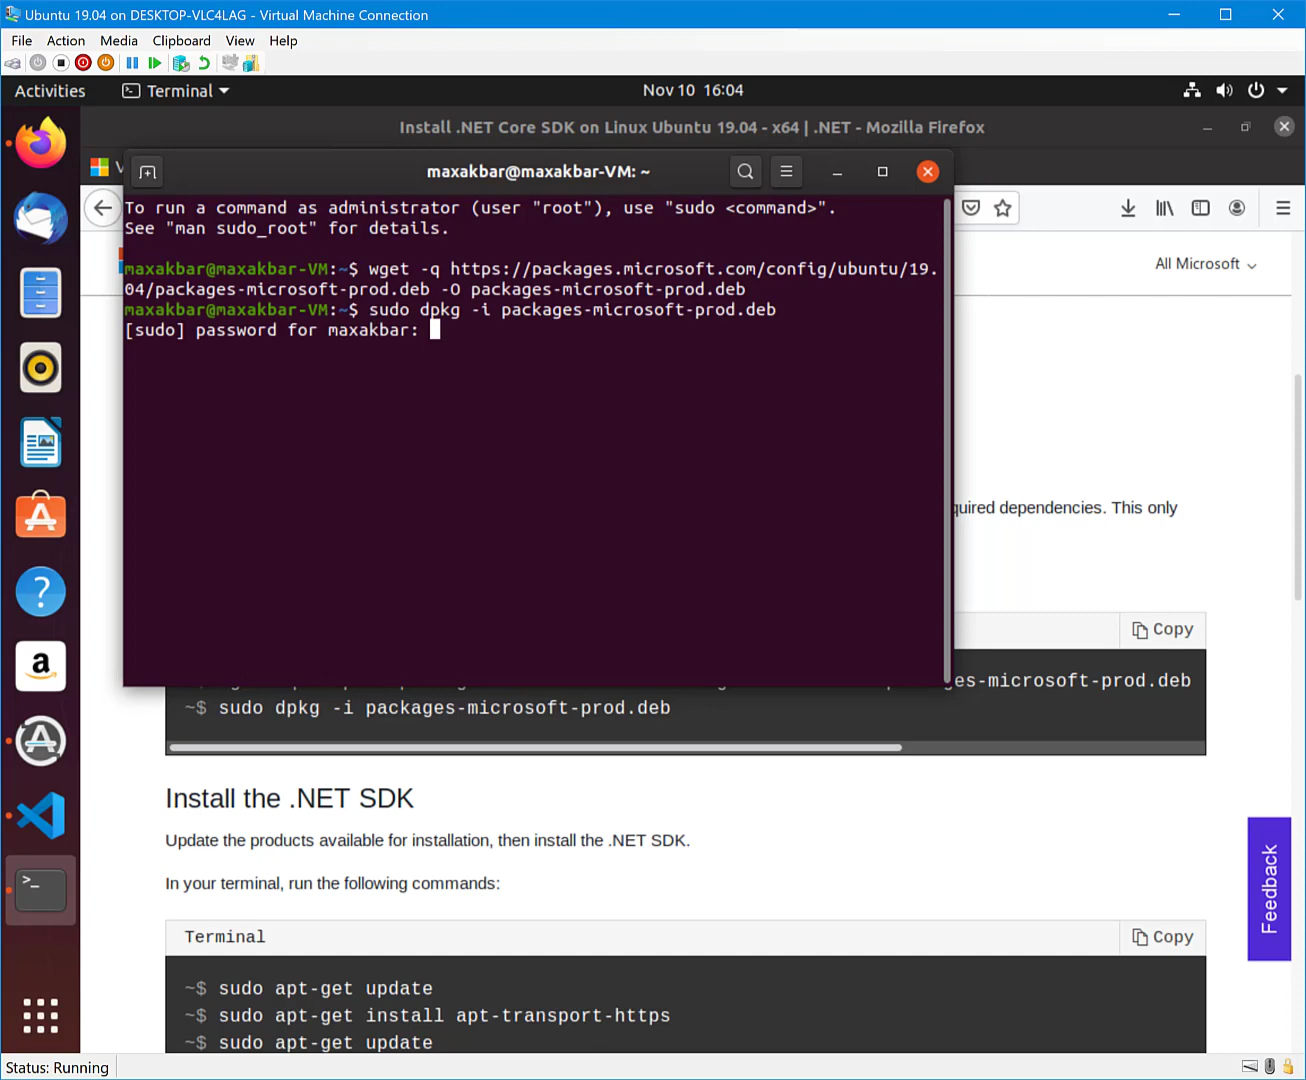 Ubuntu 19.04 on DESKTOP-VLC4LAG - Virtual Machine Connection
File Action Media Clipboard View Help
Activities Terminal Nov 10 16:04
Install .NET Core SDK on Linux Ubuntu 19.04 - x64 | .NET - Mozilla Firefox
maxakbar@maxakbar-VM: ~
To run a command as administrator (user "root"), use "sudo <command>".
See "man sudo_root" for details.
maxakbar@maxakbar-VM:~$ wget -q https://packages.microsoft.com/config/ubuntu/19.
04/packages-microsoft-prod.deb -O packages-microsoft-prod.deb
maxakbar@maxakbar-VM:~$ sudo dpkg -i packages-microsoft-prod.deb
[sudo] password for maxakbar:
All Microsoft
quired dependencies. This only
Copy
es-microsoft-prod.deb
~$ sudo dpkg -i packages-microsoft-prod.deb
Install the .NET SDK
Update the products available for installation, then install the .NET SDK.
In your terminal, run the following commands:
Feedback
Terminal Copy
~$ sudo apt-get update
~$ sudo apt-get install apt-transport-https
~$ sudo apt-get update
Status: Running